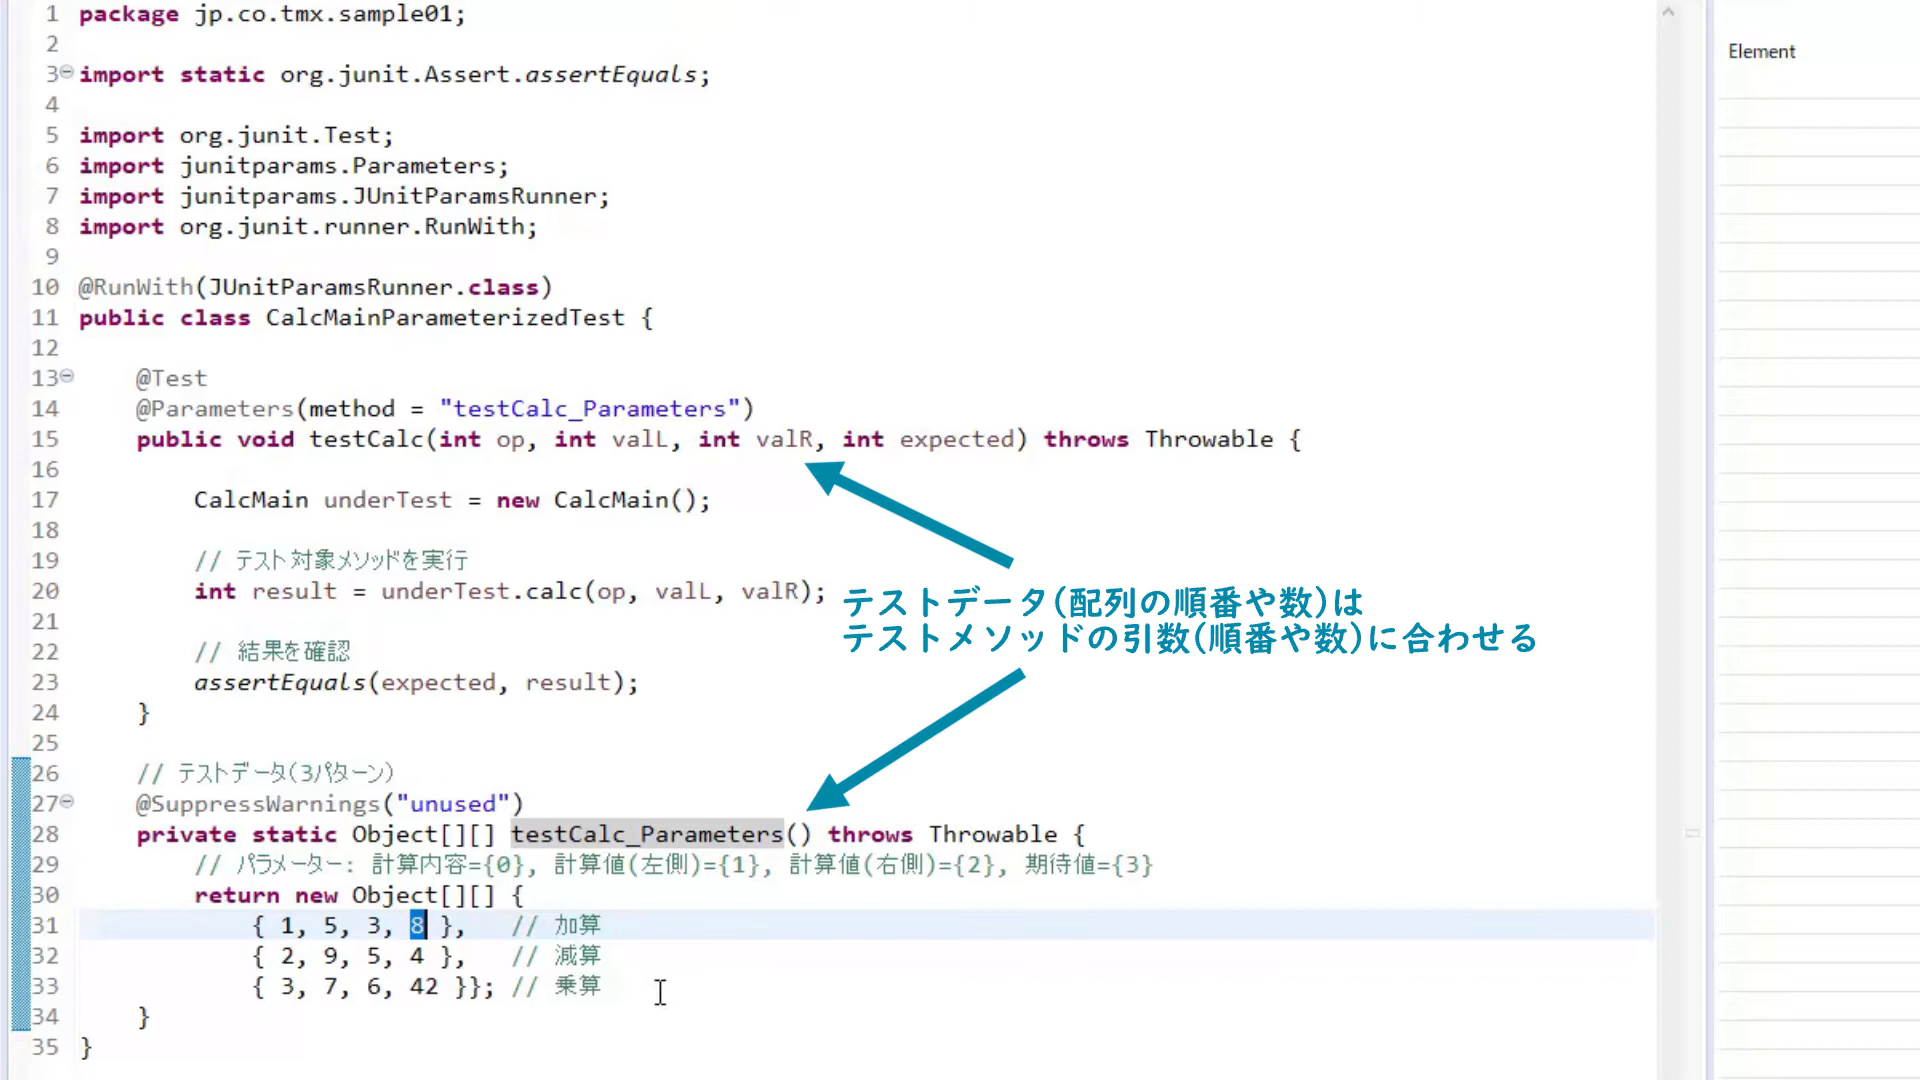 1 package jp.co.tmx.sample01;
2
3 import static org.junit.Assert.assertEquals;
4
5 import org.junit.Test;
6 import junitparams.Parameters;
7 import junitparams.JUnitParamsRunner;
8 import org.junit.runner.RunWith;
9
10 @RunWith(JUnitParamsRunner.class)
11 public class CalcMainParameterizedTest {
12
13 @Test
14 @Parameters(method = "testCalc_Parameters")
15 public void testCalc(int op, int valL, int valR, int expected) throws Throwable {
16
17 CalcMain underTest = new CalcMain();
18
19 // テスト対象メソッドを実行
20 int result = underTest.calc(op, valL, valR);
21
22 // 結果を確認
23 assertEquals(expected, result);
24 }
25
26 // テストデータ(3パターン)
27 @SuppressWarnings("unused")
28 private static Object[][] testCalc_Parameters() throws Throwable {
29 // パラメーター: 計算内容={0}, 計算値(左側)={1}, 計算値(右側)={2}, 期待値={3}
30 return new Object[][] {
31 { 1, 5, 3, 8 }, // 加算
32 { 2, 9, 5, 4 }, // 減算
33 { 3, 7, 6, 42 }}; // 乗算
34 }
35 }
テストデータ(配列の順番や数)は
テストメソッドの引数(順番や数)に合わせる
Element